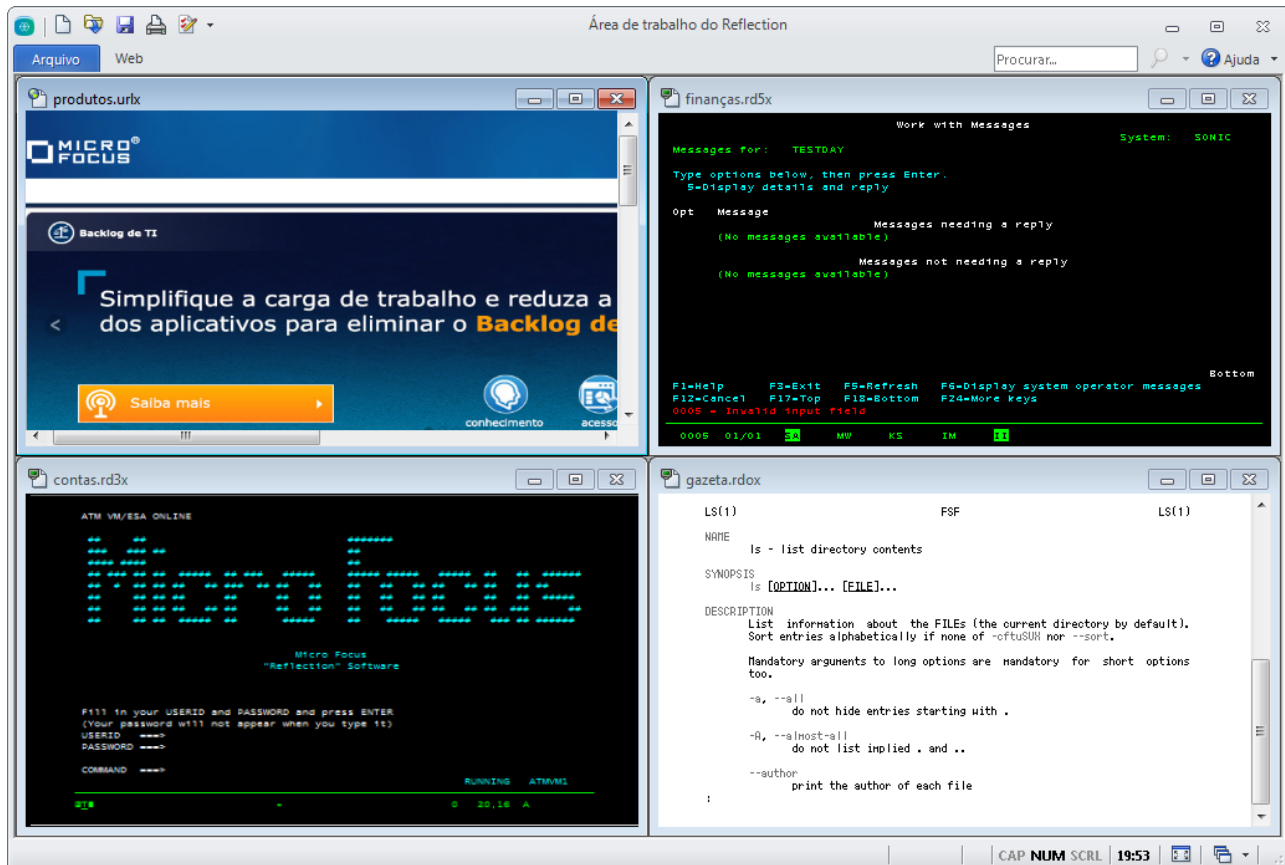 Área de trabalho do Reflection
Arquivo Web Procurar... Ajuda
produtos.urlx
MICRO FOCUS®
Backlog de TI
Simplifique a carga de trabalho e reduza a
< dos aplicativos para eliminar o Backlog de
Saiba mais
conhecimento acesso
finanças.rd5x
Work with Messages
System: SONIC
Messages for: TESTDAY
Type options below, then press Enter.
5=Display details and reply
Opt Message
Messages needing a reply
(No messages available)
Messages not needing a reply
(No messages available)
Bottom
F1=Help F3=Exit F5=Refresh F6=Display system operator messages
F12=Cancel F17=Top F18=Bottom F24=More keys
0005 = Invalid input field
0005 01/01 SA MW KS IM II
contas.rd3x
ATM VM/ESA ONLINE
Micro Focus
Micro Focus
"Reflection" Software
Fill in your USERID and PASSWORD and press ENTER
(Your password will not appear when you type it)
USERID ===>
PASSWORD ===>
COMMAND ===>
RUNNING ATMVM1
0 20,16 A
gazeta.rdox
LS(1) FSF LS(1)
NAME
ls - list directory contents
SYNOPSIS
ls [OPTION]... [FILE]...
DESCRIPTION
List information about the FILEs (the current directory by default).
Sort entries alphabetically if none of -cftuSUX nor --sort.
Mandatory arguments to long options are mandatory for short options
too.
-a, --all
do not hide entries starting with .
-A, --almost-all
do not list implied . and ..
--author
print the author of each file
:
CAP NUM SCRL 19:53